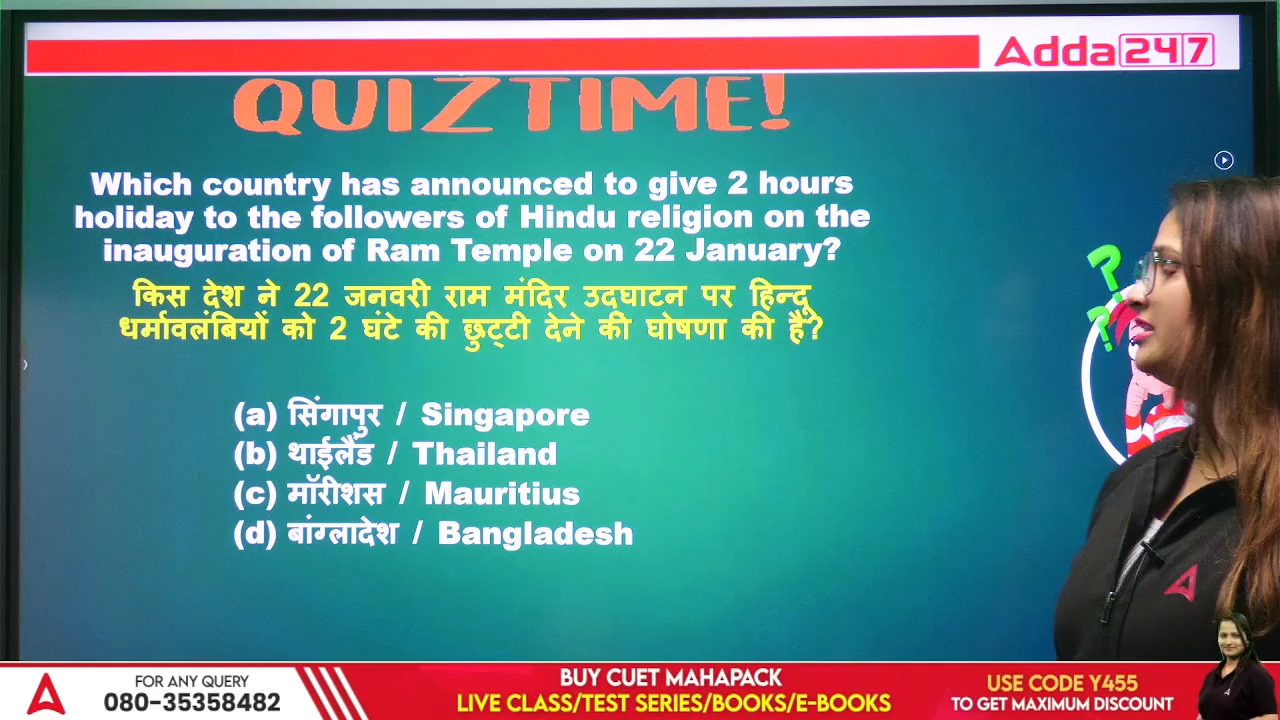 Adda247
QUIZ TIME!
Which country has announced to give 2 hours
holiday to the followers of Hindu religion on the
inauguration of Ram Temple on 22 January?
किस देश ने 22 जनवरी राम मंदिर उद्घाटन पर हिन्दू
धर्मावलंबियों को 2 घंटे की छुट्टी देने की घोषणा की है?
? ?
(a) सिंगापुर / Singapore
(b) थाईलैंड / Thailand
(c) मॉरीशस / Mauritius
(d) बांग्लादेश / Bangladesh
FOR ANY QUERY
080-35358482
BUY CUET MAHAPACK
LIVE CLASS/TEST SERIES/BOOKS/E-BOOKS
USE CODE Y455
TO GET MAXIMUM DISCOUNT